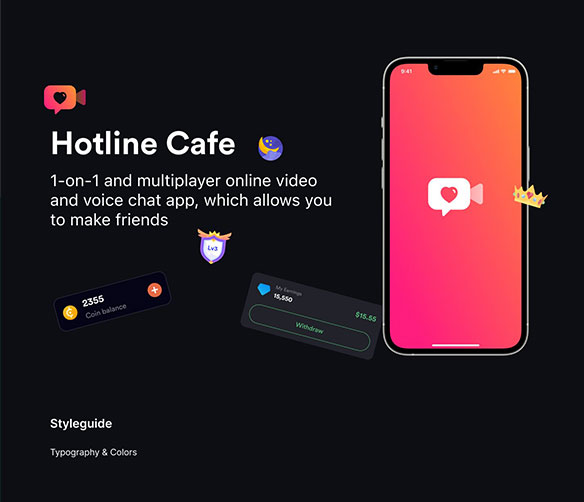 9:41
Hotline Cafe
1-on-1 and multiplayer online video
and voice chat app, which allows you
to make friends
Lv3
2355
Coin balance
My Earnings
15,550
$15.55
Withdraw
Styleguide
Typography & Colors